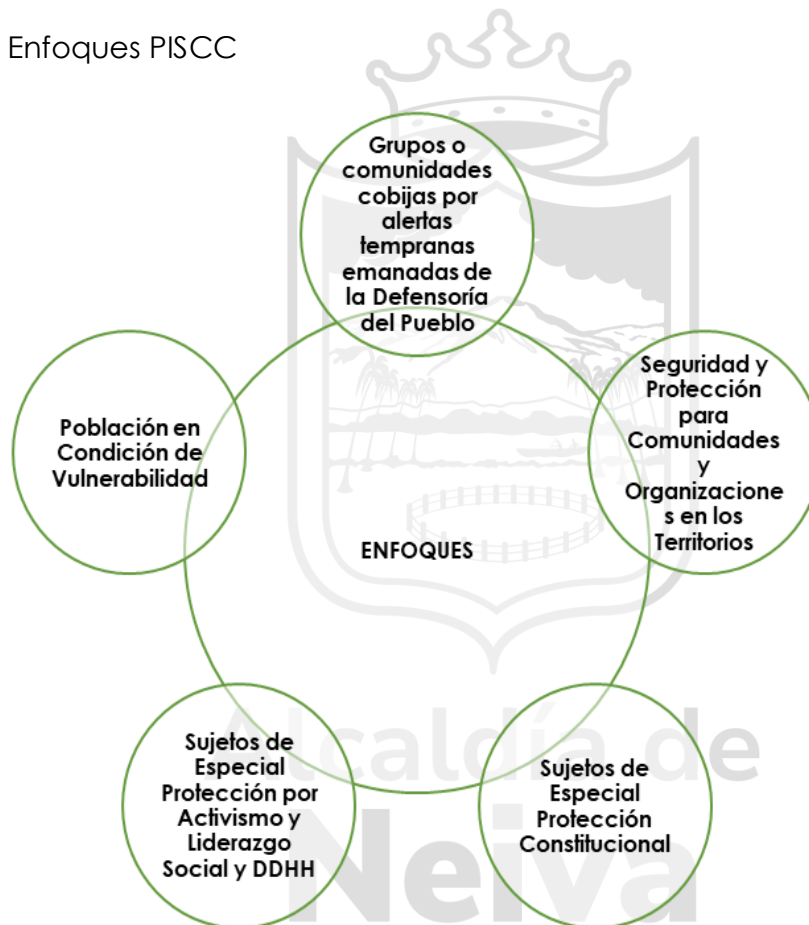 Enfoques PISCC
Grupos o
comunidades
cobijas por
alertas
tempranas
emanadas de
la Defensoría
del Pueblo
Seguridad y
Protección
para
Comunidades
y
Organizacione
s en los
Territorios
Población en
Condición de
Vulnerabilidad
ENFOQUES
Sujetos de
Especial
Protección por
Activismo y
Liderazgo
Social y DDHH
Sujetos de
Especial
Protección
Constitucional
Alcaldía de
Neiva